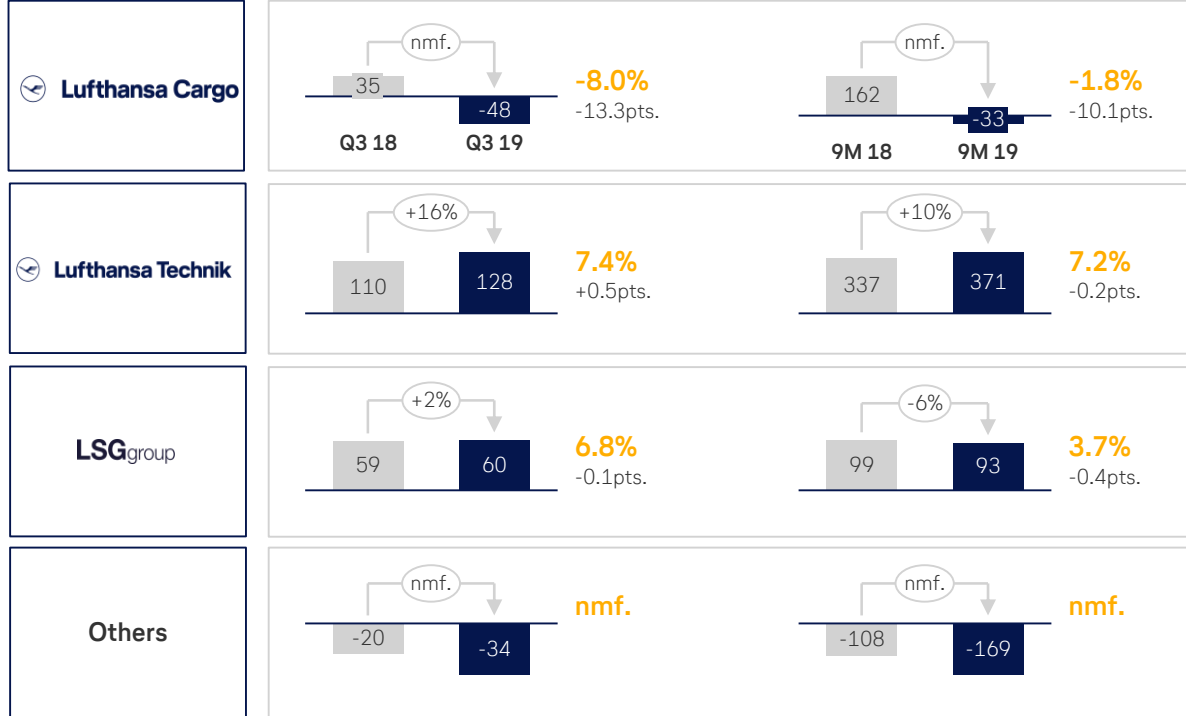 Lufthansa Cargo
nmf.
35
-48
Q3 18
Q3 19
-8.0%
-13.3pts.
nmf.
162
-33
9M 18
9M 19
-1.8%
-10.1pts.
Lufthansa Technik
+16%
110
128
7.4%
+0.5pts.
+10%
337
371
7.2%
-0.2pts.
LSGgroup
+2%
59
60
6.8%
-0.1pts.
-6%
99
93
3.7%
-0.4pts.
Others
nmf.
-20
-34
nmf.
nmf.
-108
-169
nmf.